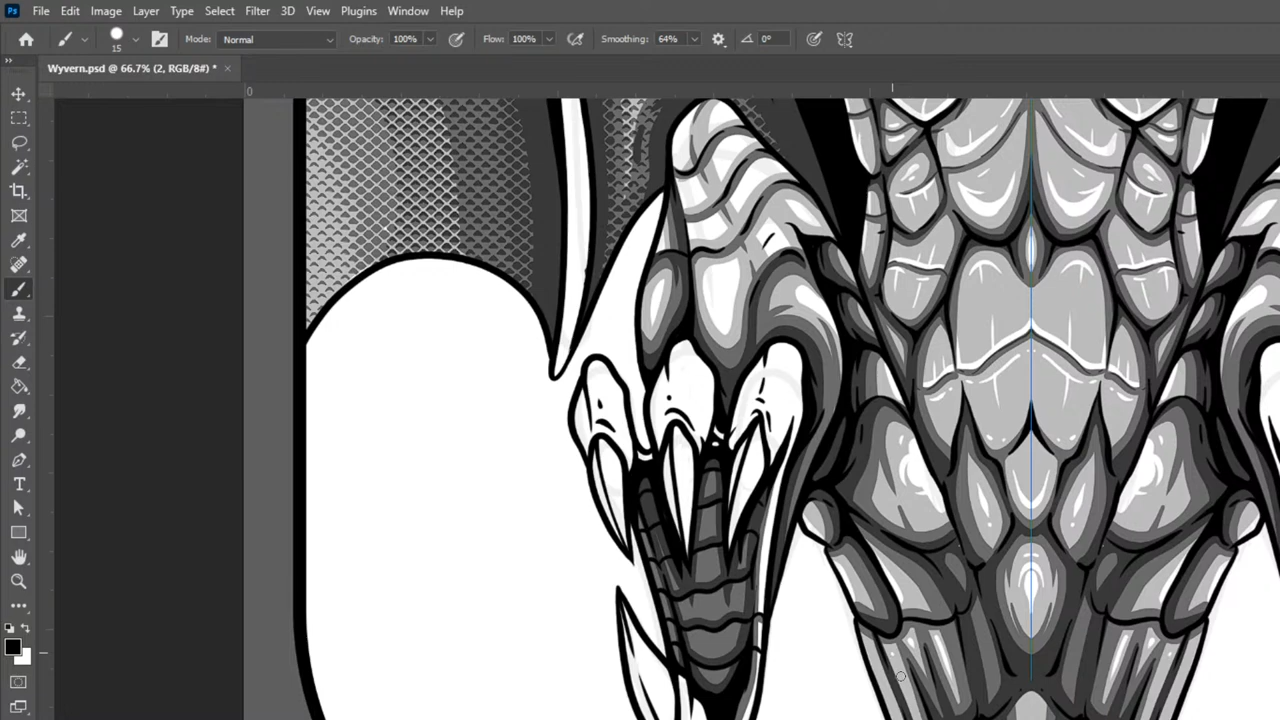 Ps File Edit Image Layer Type Select Filter 3D View Plugins Window Help
15 Mode: Normal Opacity: 100% Flow: 100% Smoothing: 64% 0°
Wyvern.psd @ 66.7% (2, RGB/8#) * ×
0
T